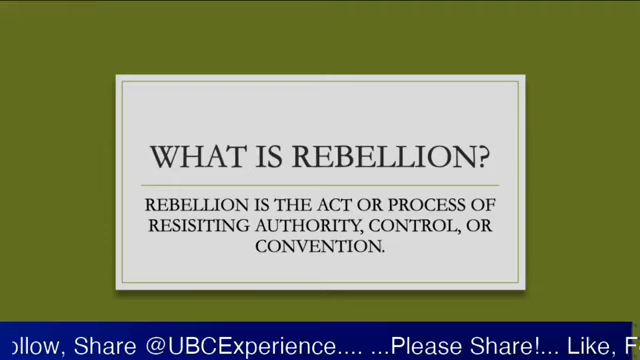 WHAT IS REBELLION?
REBELLION IS THE ACT OR PROCESS OF
RESISITING AUTHORITY, CONTROL, OR
CONVENTION.
ollow, Share @UBCExperience.... ...Please Share!... Like, F